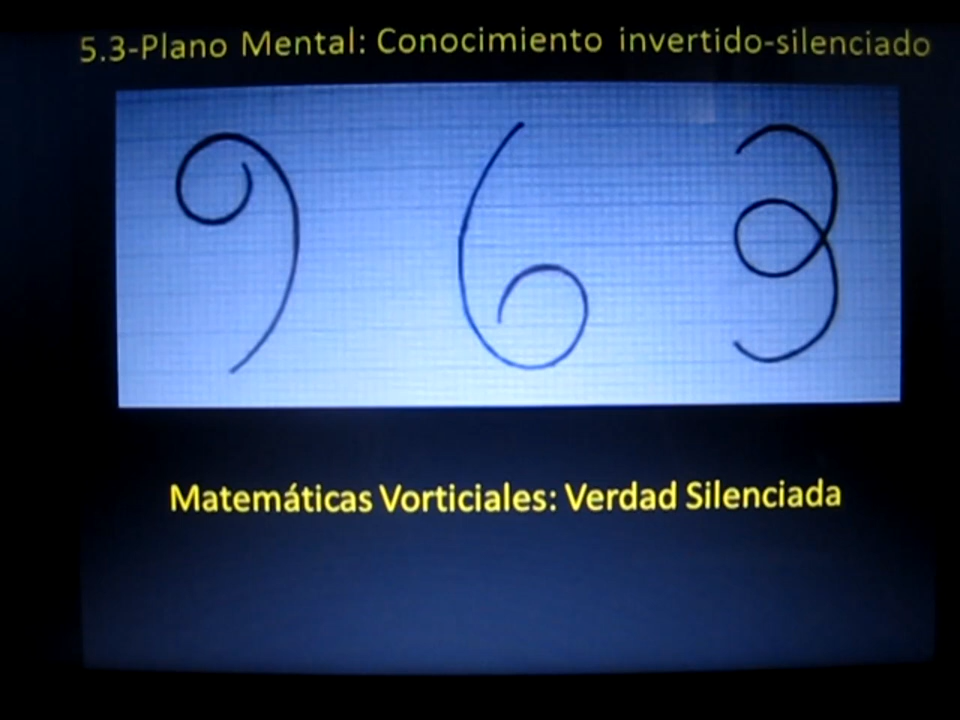 5.3-Plano Mental: Conocimiento invertido-silenciado
9 6 3
Matemáticas Vorticiales: Verdad Silenciada